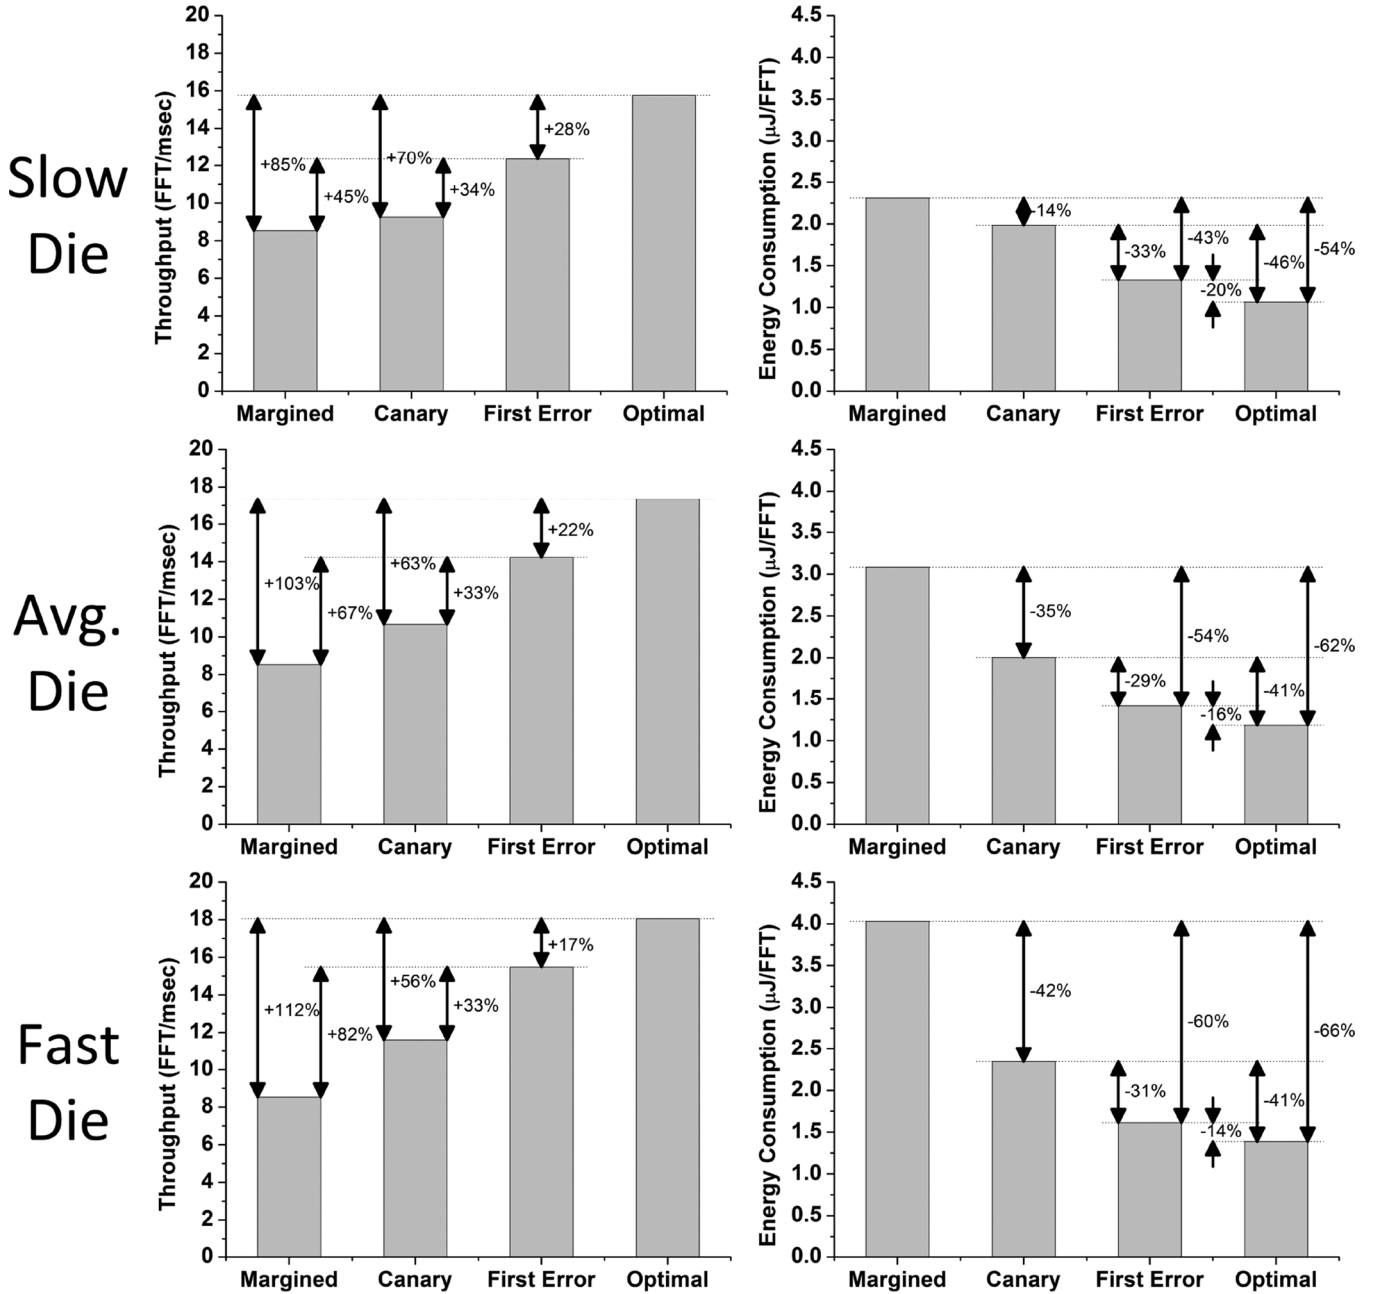 Slow
Die
Throughput (FFT/msec)
20
18
16
14
12
10
8
6
4
2
0
+85%
+45%
+70%
+34%
+28%
Margined
Canary
First Error
Optimal
Energy Consumption (μJ/FFT)
4.5
4.0
3.5
3.0
2.5
2.0
1.5
1.0
0.5
0.0
-14%
-33%
-43%
-20%
-46%
-54%
Margined
Canary
First Error
Optimal
Avg.
Die
Throughput (FFT/msec)
20
18
16
14
12
10
8
6
4
2
0
+103%
+67%
+63%
+33%
+22%
Margined
Canary
First Error
Optimal
Energy Consumption (μJ/FFT)
4.5
4.0
3.5
3.0
2.5
2.0
1.5
1.0
0.5
0.0
-35%
-29%
-54%
-16%
-41%
-62%
Margined
Canary
First Error
Optimal
Fast
Die
Throughput (FFT/msec)
20
18
16
14
12
10
8
6
4
2
0
+112%
+82%
+56%
+33%
+17%
Margined
Canary
First Error
Optimal
Energy Consumption (μJ/FFT)
4.5
4.0
3.5
3.0
2.5
2.0
1.5
1.0
0.5
0.0
-42%
-31%
-60%
-14%
-41%
-66%
Margined
Canary
First Error
Optimal